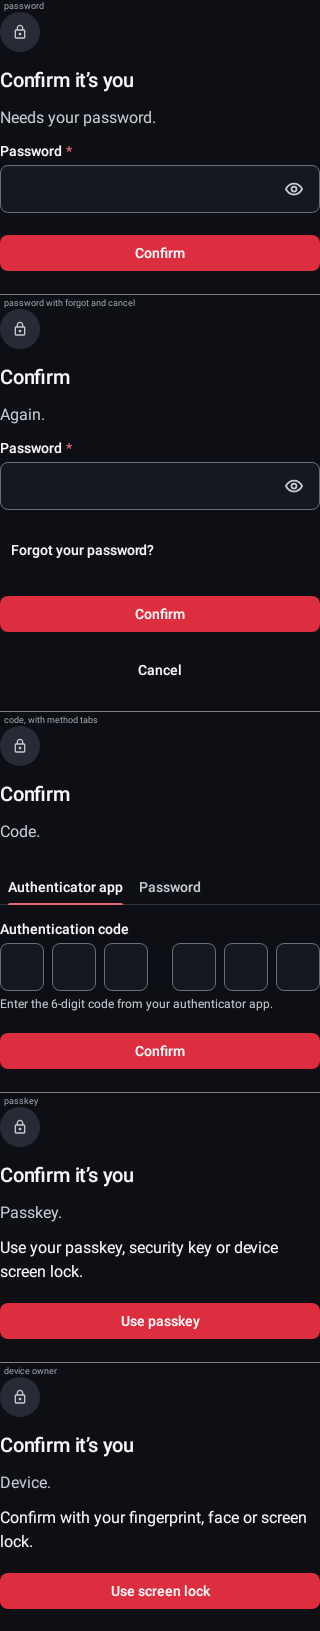 password
Confirm it’s you
Needs your password.
Password *
Confirm
password with forgot and cancel
Confirm
Again.
Password *
Forgot your password?
Confirm
Cancel
code, with method tabs
Confirm
Code.
Authenticator app Password
Authentication code
Enter the 6-digit code from your authenticator app.
Confirm
passkey
Confirm it’s you
Passkey.
Use your passkey, security key or device
screen lock.
Use passkey
device owner
Confirm it’s you
Device.
Confirm with your fingerprint, face or screen
lock.
Use screen lock